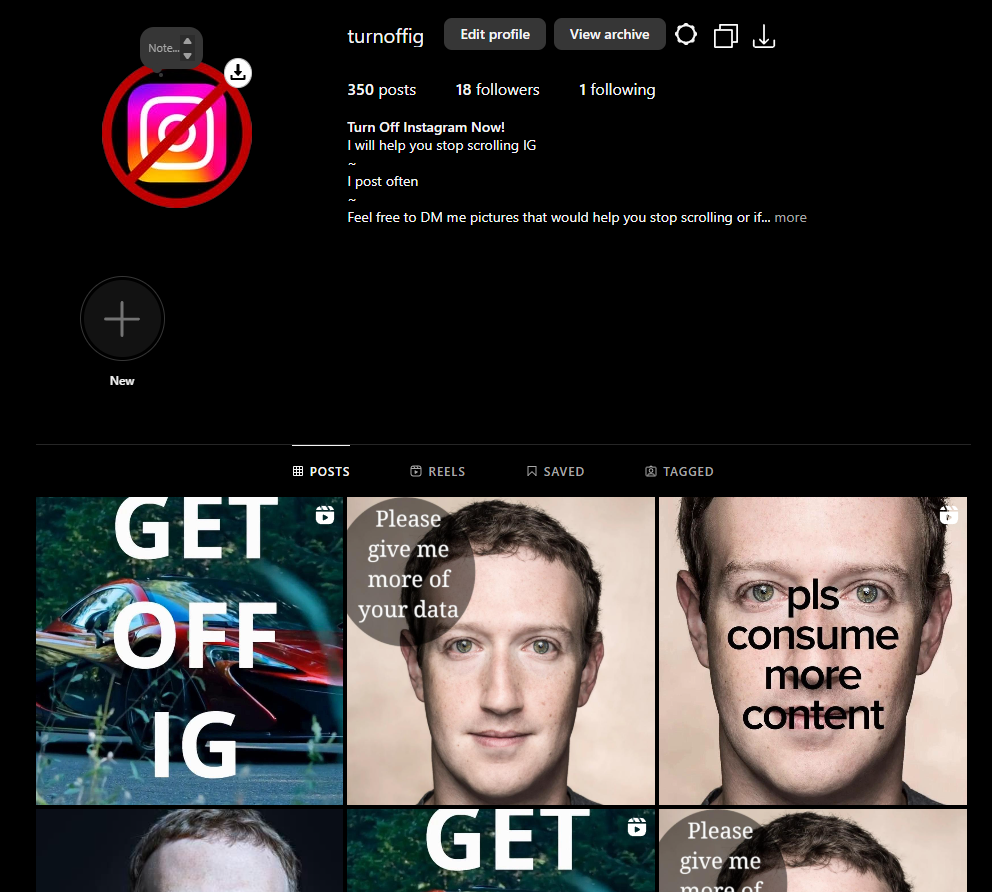 Note...
turnoffig
Edit profile
View archive
350 posts
18 followers
1 following
Turn Off Instagram Now!
I will help you stop scrolling IG
~
I post often
~
Feel free to DM me pictures that would help you stop scrolling or if... more
New
POSTS
REELS
SAVED
TAGGED
GET
OFF
IG
Please
give me
more of
your data
pls
consume
more
content
GET
Please
give me
more of